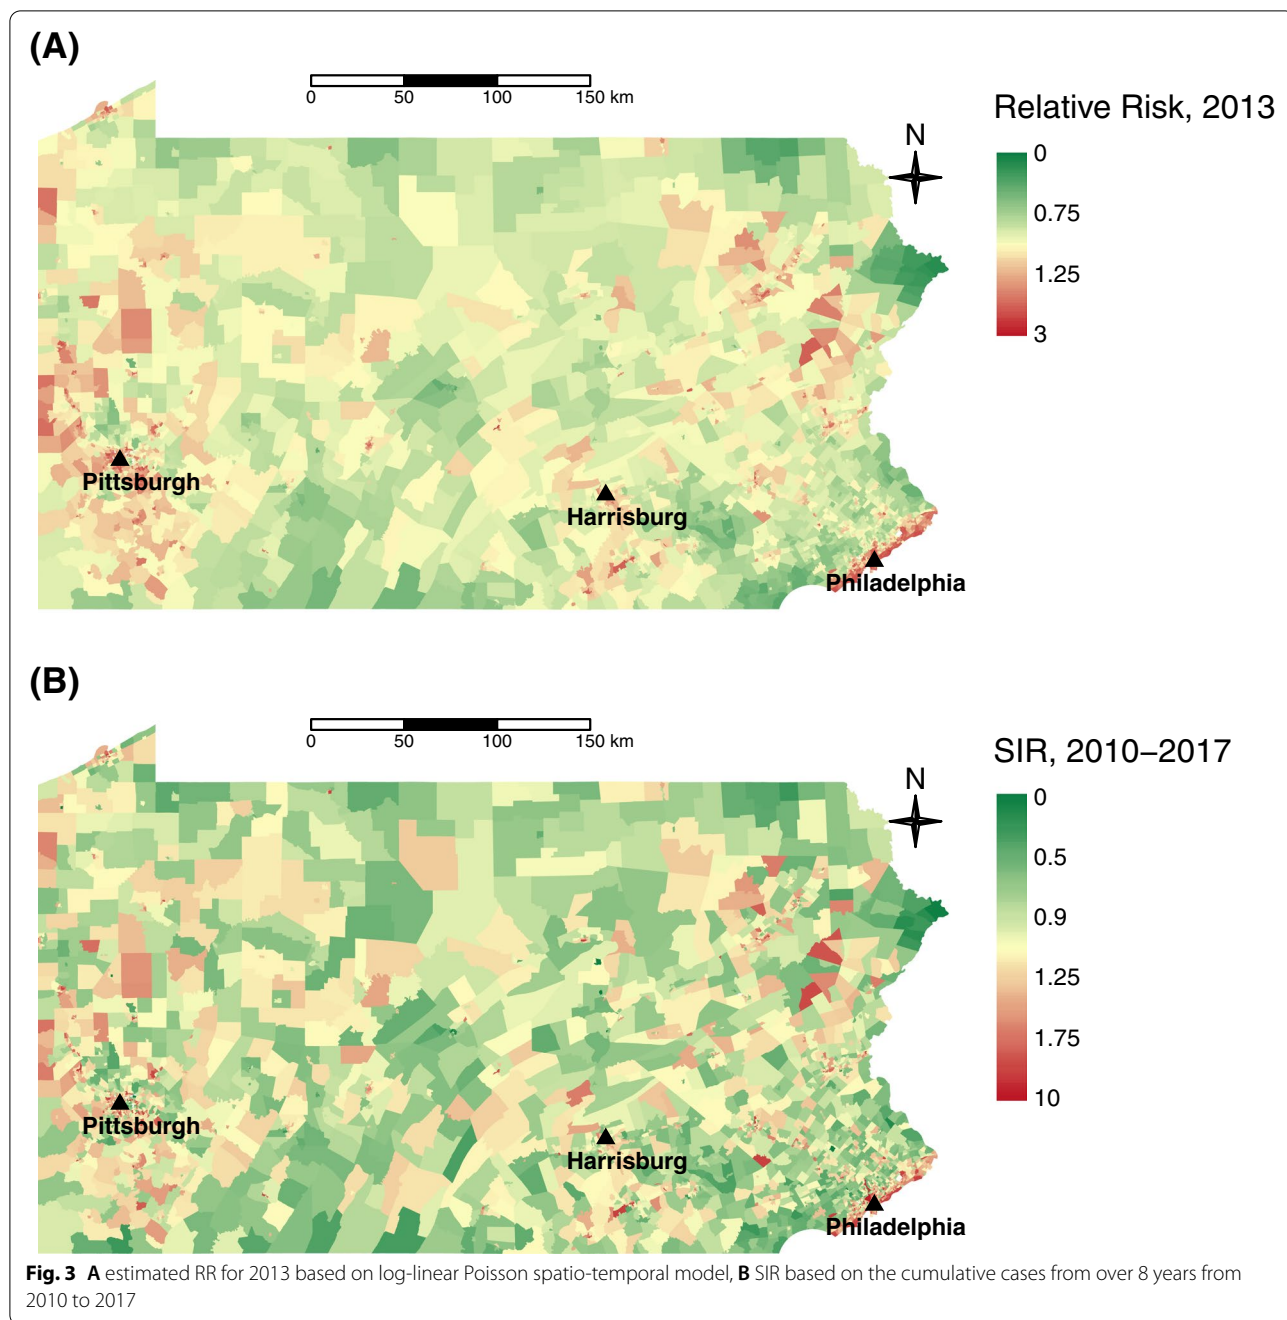 (A)
0 50 100 150 km
Relative Risk, 2013
N
0
0.75
1.25
3
Pittsburgh
Harrisburg
Philadelphia
(B)
0 50 100 150 km
SIR, 2010–2017
N
0
0.5
0.9
1.25
1.75
10
Pittsburgh
Harrisburg
Philadelphia
Fig. 3 A estimated RR for 2013 based on log-linear Poisson spatio-temporal model, B SIR based on the cumulative cases from over 8 years from
2010 to 2017